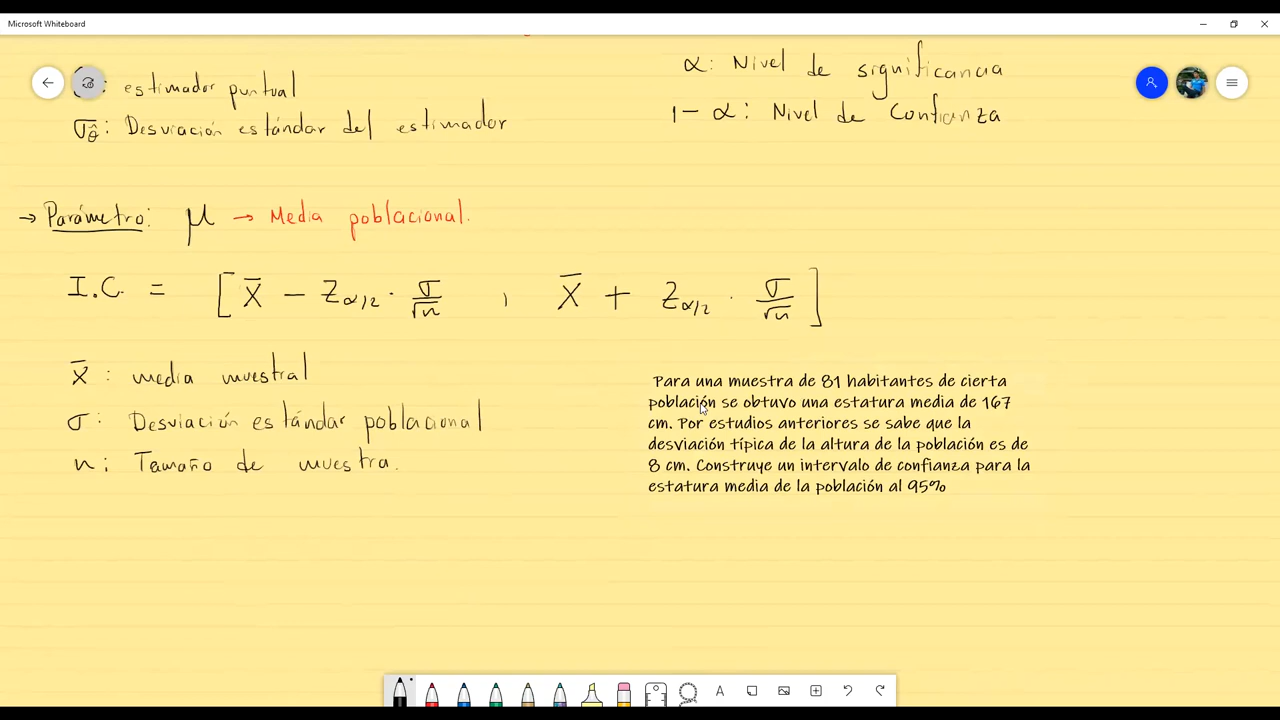 Microsoft Whiteboard
estimador puntual
σθ̂: Desviación estándar del estimador
α: Nivel de significancia
1 - α: Nivel de Confianza
→ Parámetro: μ → Media poblacional.
I.C. = [X̄ - Zα/2 · σ/√n , X̄ + Zα/2 · σ/√n]
X̄: media muestral
σ: Desviación estándar poblacional
n: Tamaño de muestra.
Para una muestra de 81 habitantes de cierta
población se obtuvo una estatura media de 167
cm. Por estudios anteriores se sabe que la
desviación típica de la altura de la población es de
8 cm. Construye un intervalo de confianza para la
estatura media de la población al 95%